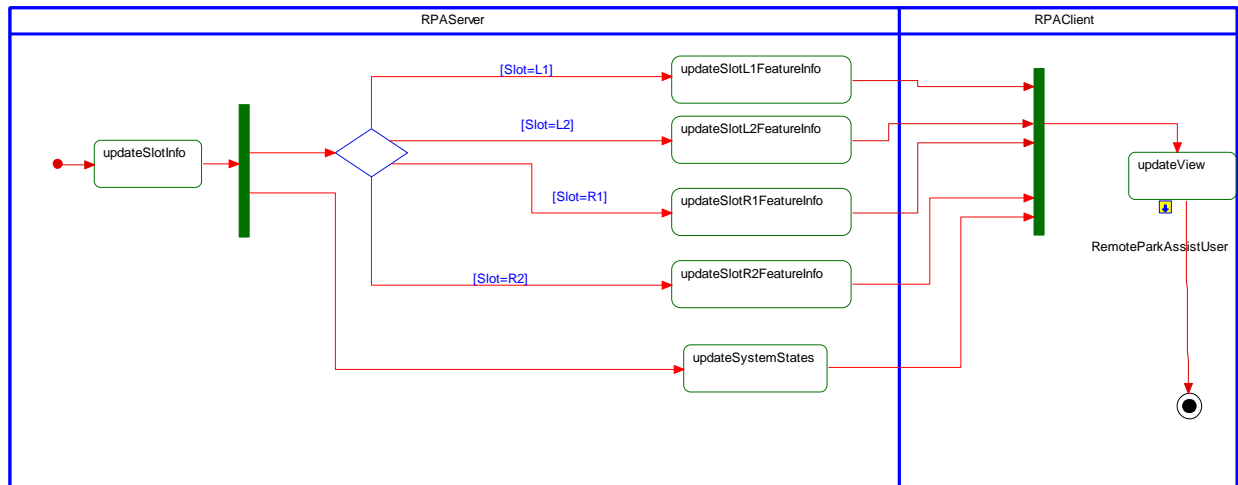 RPAServer
RPAClient
[Slot=L1]
updateSlotL1FeatureInfo
[Slot=L2]
updateSlotL2FeatureInfo
updateSlotInfo
updateView
[Slot=R1]
updateSlotR1FeatureInfo
RemoteParkAssistUser
[Slot=R2]
updateSlotR2FeatureInfo
updateSystemStates